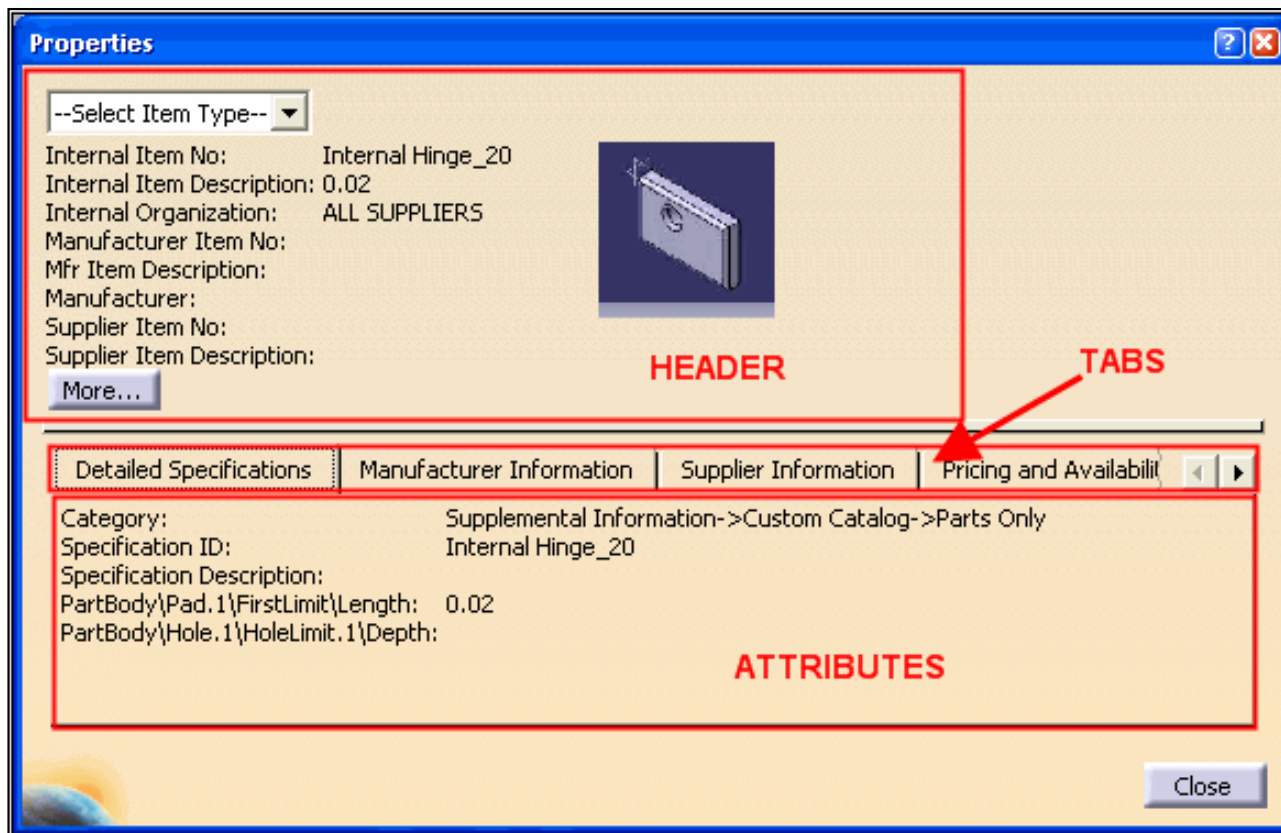 Properties
--Select Item Type--
Internal Item No: Internal Hinge_20
Internal Item Description: 0.02
Internal Organization: ALL SUPPLIERS
Manufacturer Item No:
Mfr Item Description:
Manufacturer:
Supplier Item No:
Supplier Item Description:
More...
HEADER
TABS
Detailed Specifications Manufacturer Information Supplier Information Pricing and Availabilit
Category: Supplemental Information->Custom Catalog->Parts Only
Specification ID: Internal Hinge_20
Specification Description:
PartBody\Pad.1\FirstLimit\Length: 0.02
PartBody\Hole.1\HoleLimit.1\Depth:
ATTRIBUTES
Close